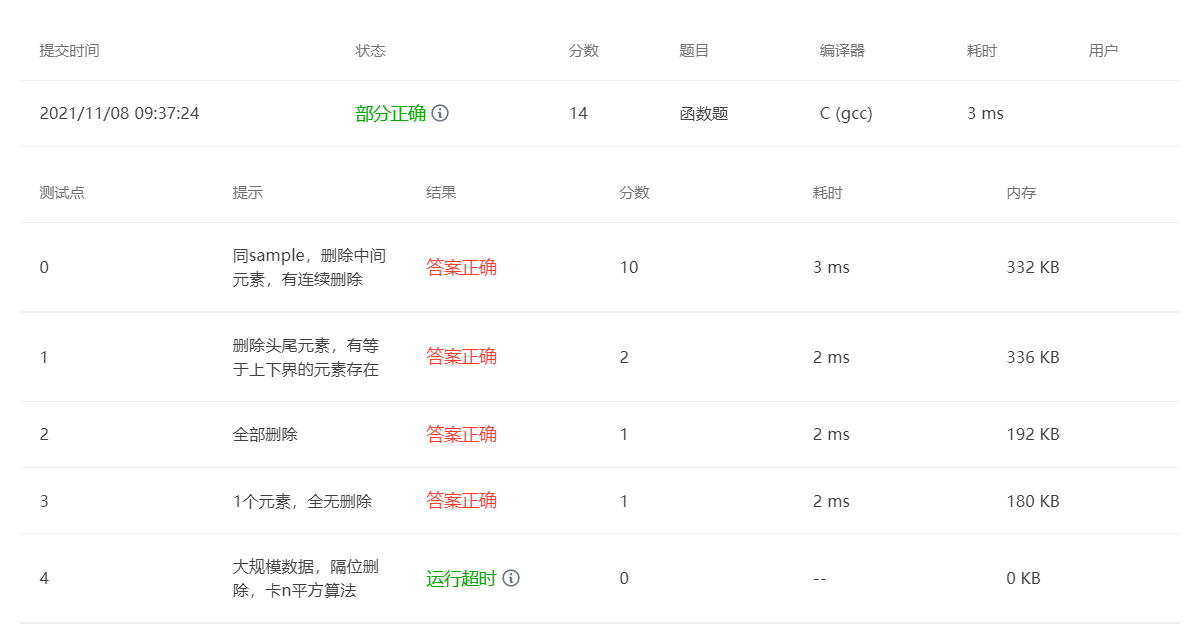 提交时间 状态 分数 题目 编译器 耗时 用户
2021/11/08 09:37:24 部分正确 14 函数题 C (gcc) 3 ms
测试点 提示 结果 分数 耗时 内存
0 同sample，删除中间 答案正确 10 3 ms 332 KB
元素，有连续删除
1 删除头尾元素，有等 答案正确 2 2 ms 336 KB
于上下界的元素存在
2 全部删除 答案正确 1 2 ms 192 KB
3 1个元素，全无删除 答案正确 1 2 ms 180 KB
4 大规模数据，隔位删 运行超时 0 -- 0 KB
除，卡n平方算法